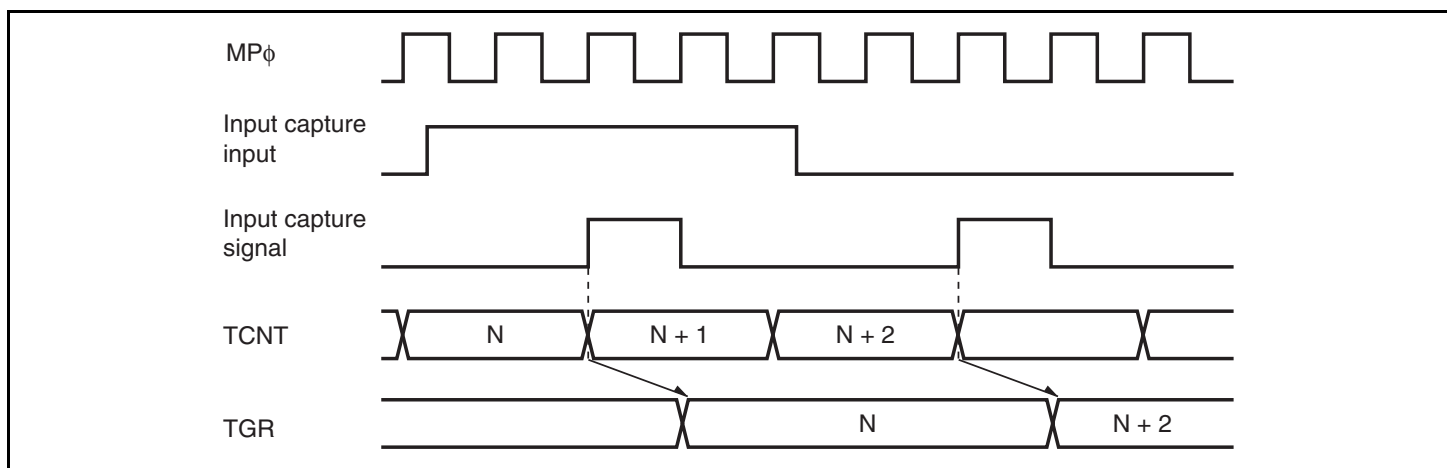 MPϕ
Input capture
input
Input capture
signal
TCNT N N + 1 N + 2
TGR N N + 2